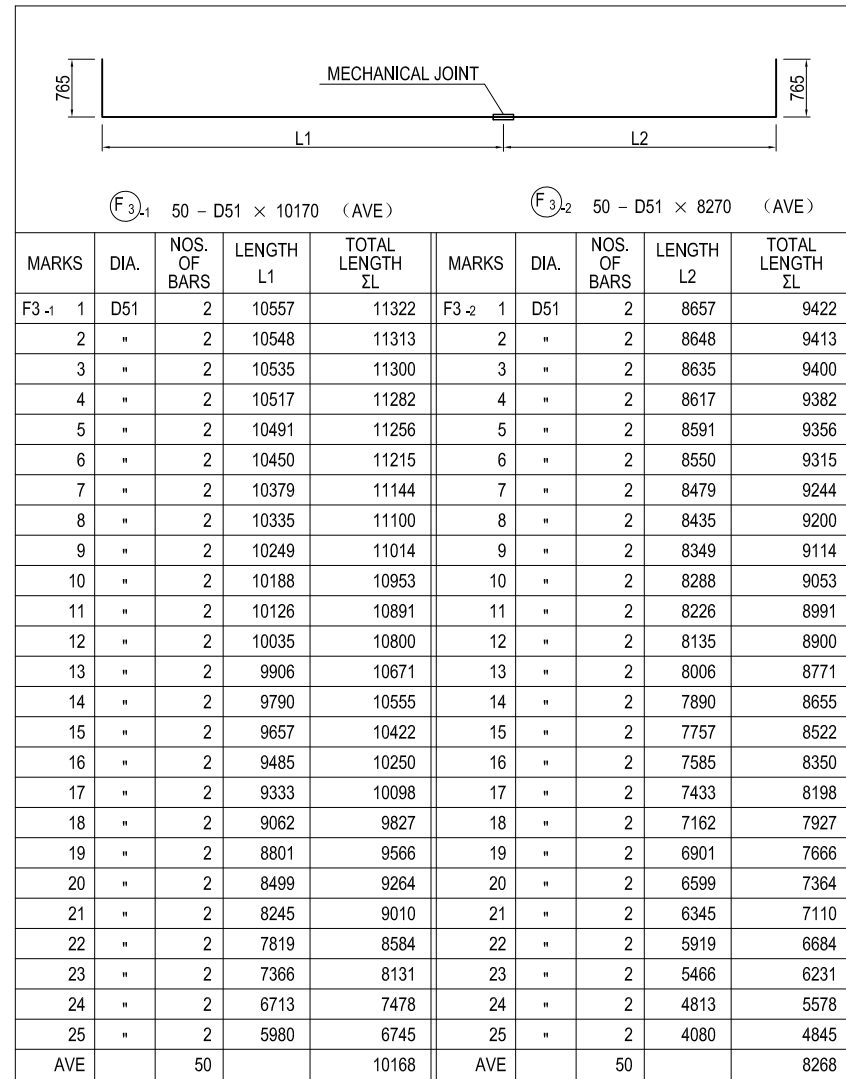 765
MECHANICAL JOINT
765
L1
L2
F 3 -1 50 – D51 × 10170 （AVE）
F 3 -2 50 – D51 × 8270 （AVE）
MARKS DIA. NOS. OF BARS LENGTH L1 TOTAL LENGTH ΣL MARKS DIA. NOS. OF BARS LENGTH L2 TOTAL LENGTH ΣL
F3 -1 1 D51 2 10557 11322 F3 -2 1 D51 2 8657 9422
2 " 2 10548 11313 2 " 2 8648 9413
3 " 2 10535 11300 3 " 2 8635 9400
4 " 2 10517 11282 4 " 2 8617 9382
5 " 2 10491 11256 5 " 2 8591 9356
6 " 2 10450 11215 6 " 2 8550 9315
7 " 2 10379 11144 7 " 2 8479 9244
8 " 2 10335 11100 8 " 2 8435 9200
9 " 2 10249 11014 9 " 2 8349 9114
10 " 2 10188 10953 10 " 2 8288 9053
11 " 2 10126 10891 11 " 2 8226 8991
12 " 2 10035 10800 12 " 2 8135 8900
13 " 2 9906 10671 13 " 2 8006 8771
14 " 2 9790 10555 14 " 2 7890 8655
15 " 2 9657 10422 15 " 2 7757 8522
16 " 2 9485 10250 16 " 2 7585 8350
17 " 2 9333 10098 17 " 2 7433 8198
18 " 2 9062 9827 18 " 2 7162 7927
19 " 2 8801 9566 19 " 2 6901 7666
20 " 2 8499 9264 20 " 2 6599 7364
21 " 2 8245 9010 21 " 2 6345 7110
22 " 2 7819 8584 22 " 2 5919 6684
23 " 2 7366 8131 23 " 2 5466 6231
24 " 2 6713 7478 24 " 2 4813 5578
25 " 2 5980 6745 25 " 2 4080 4845
AVE 50 10168 AVE 50 8268